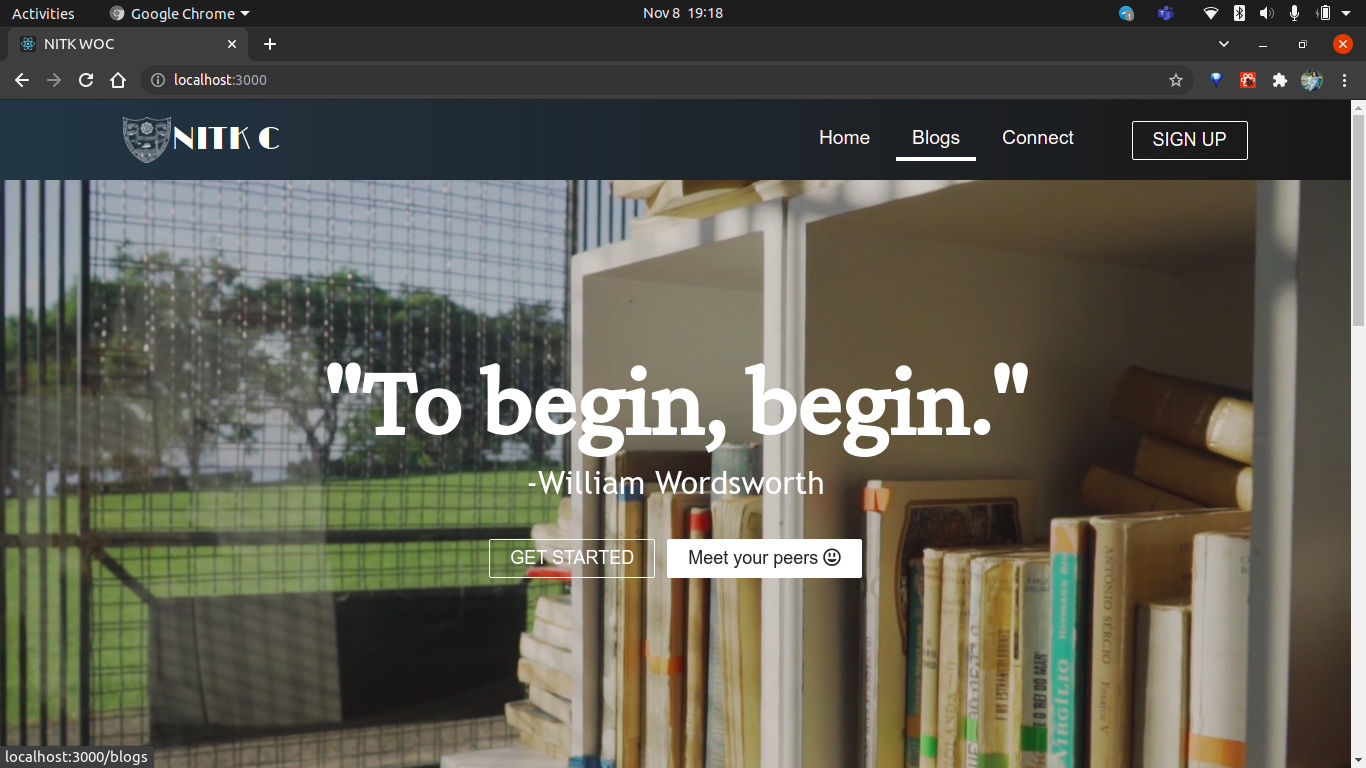 Activities
Google Chrome
Nov 8 19:18
NITK WOC
localhost:3000
NITK C
Home
Blogs
Connect
SIGN UP
"To begin, begin."
-William Wordsworth
GET STARTED
Meet your peers 😃
VIRGÍLIO
ANTONIO SERGIO
localhost:3000/blogs